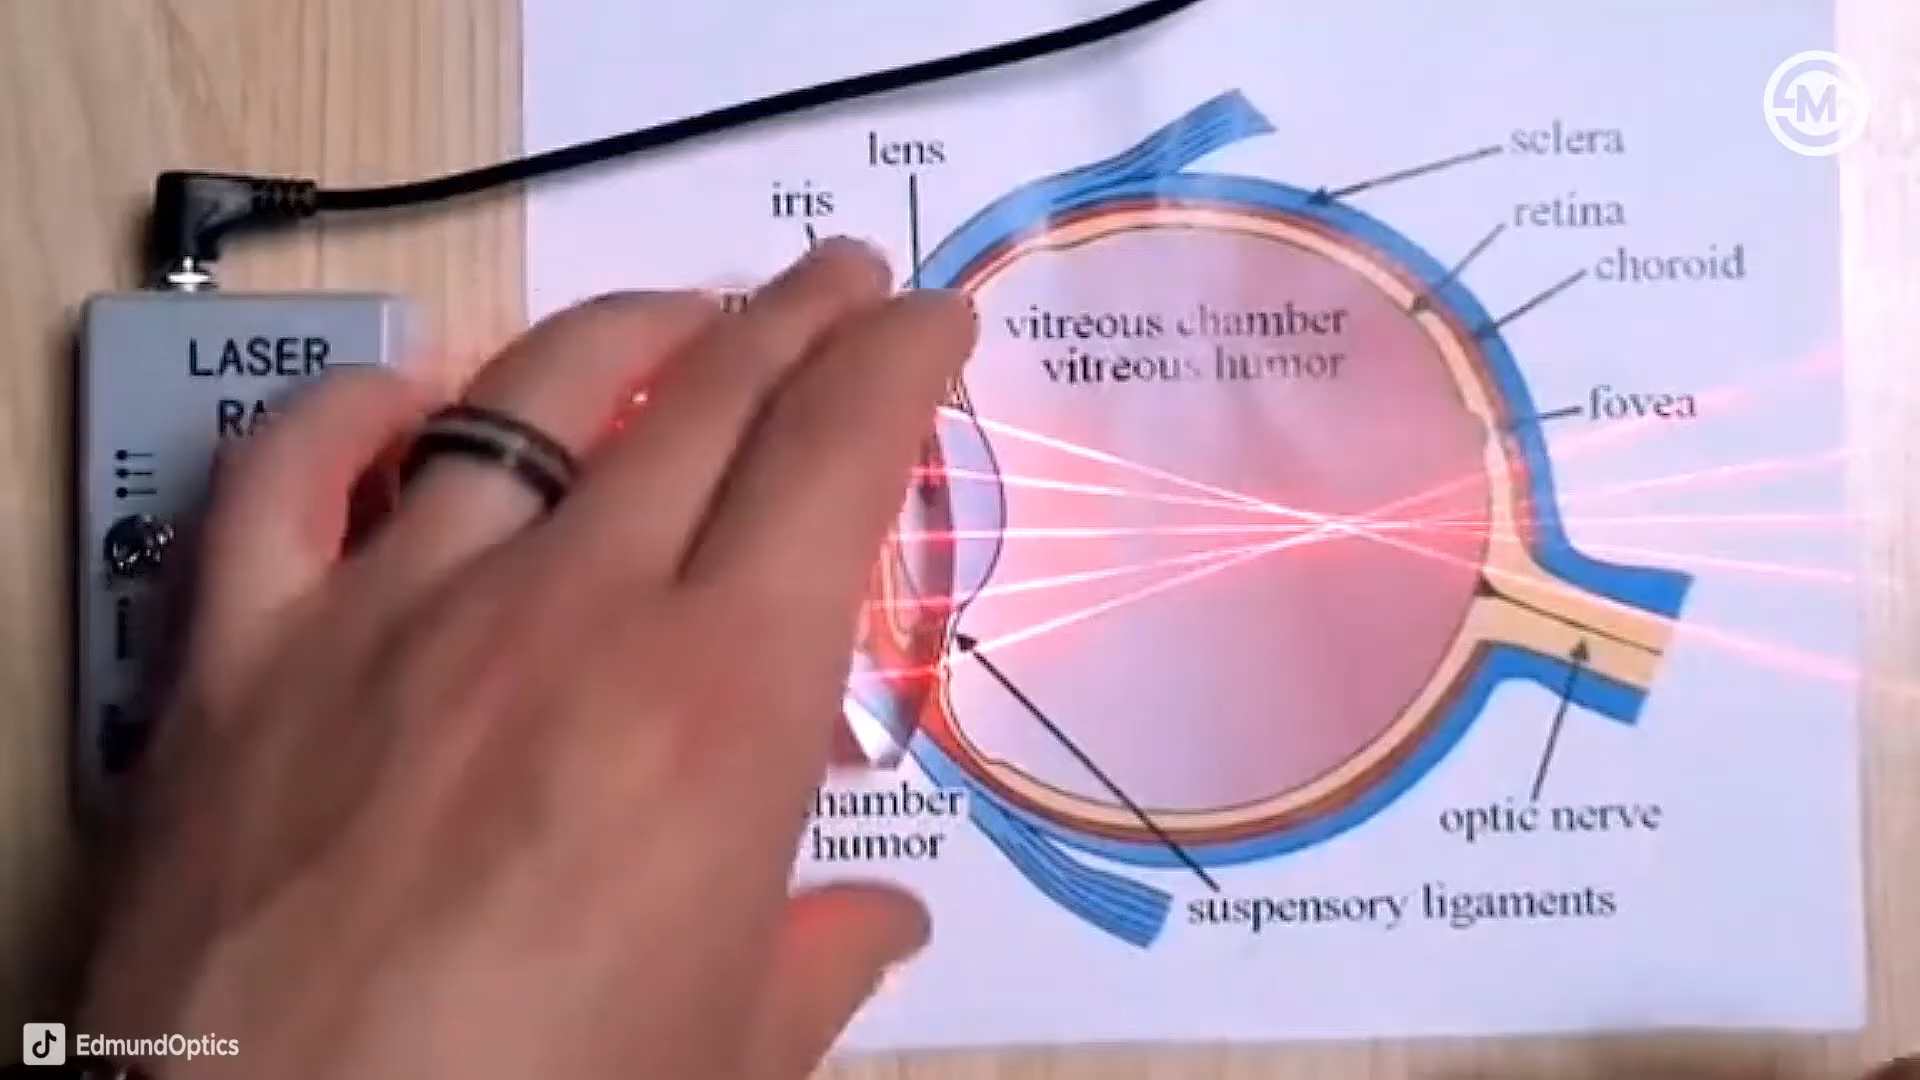 lens
iris
sclera
retina
choroid
vitreous chamber
vitreous humor
fovea
LASER
hamber
humor
optic nerve
suspensory ligaments
M
EdmundOptics